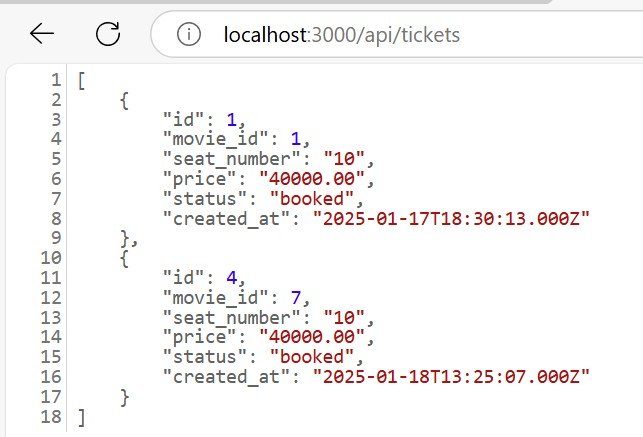 localhost:3000/api/tickets
1 [
2 {
3 "id": 1,
4 "movie_id": 1,
5 "seat_number": "10",
6 "price": "40000.00",
7 "status": "booked",
8 "created_at": "2025-01-17T18:30:13.000Z"
9 },
10 {
11 "id": 4,
12 "movie_id": 7,
13 "seat_number": "10",
14 "price": "40000.00",
15 "status": "booked",
16 "created_at": "2025-01-18T13:25:07.000Z"
17 }
18 ]